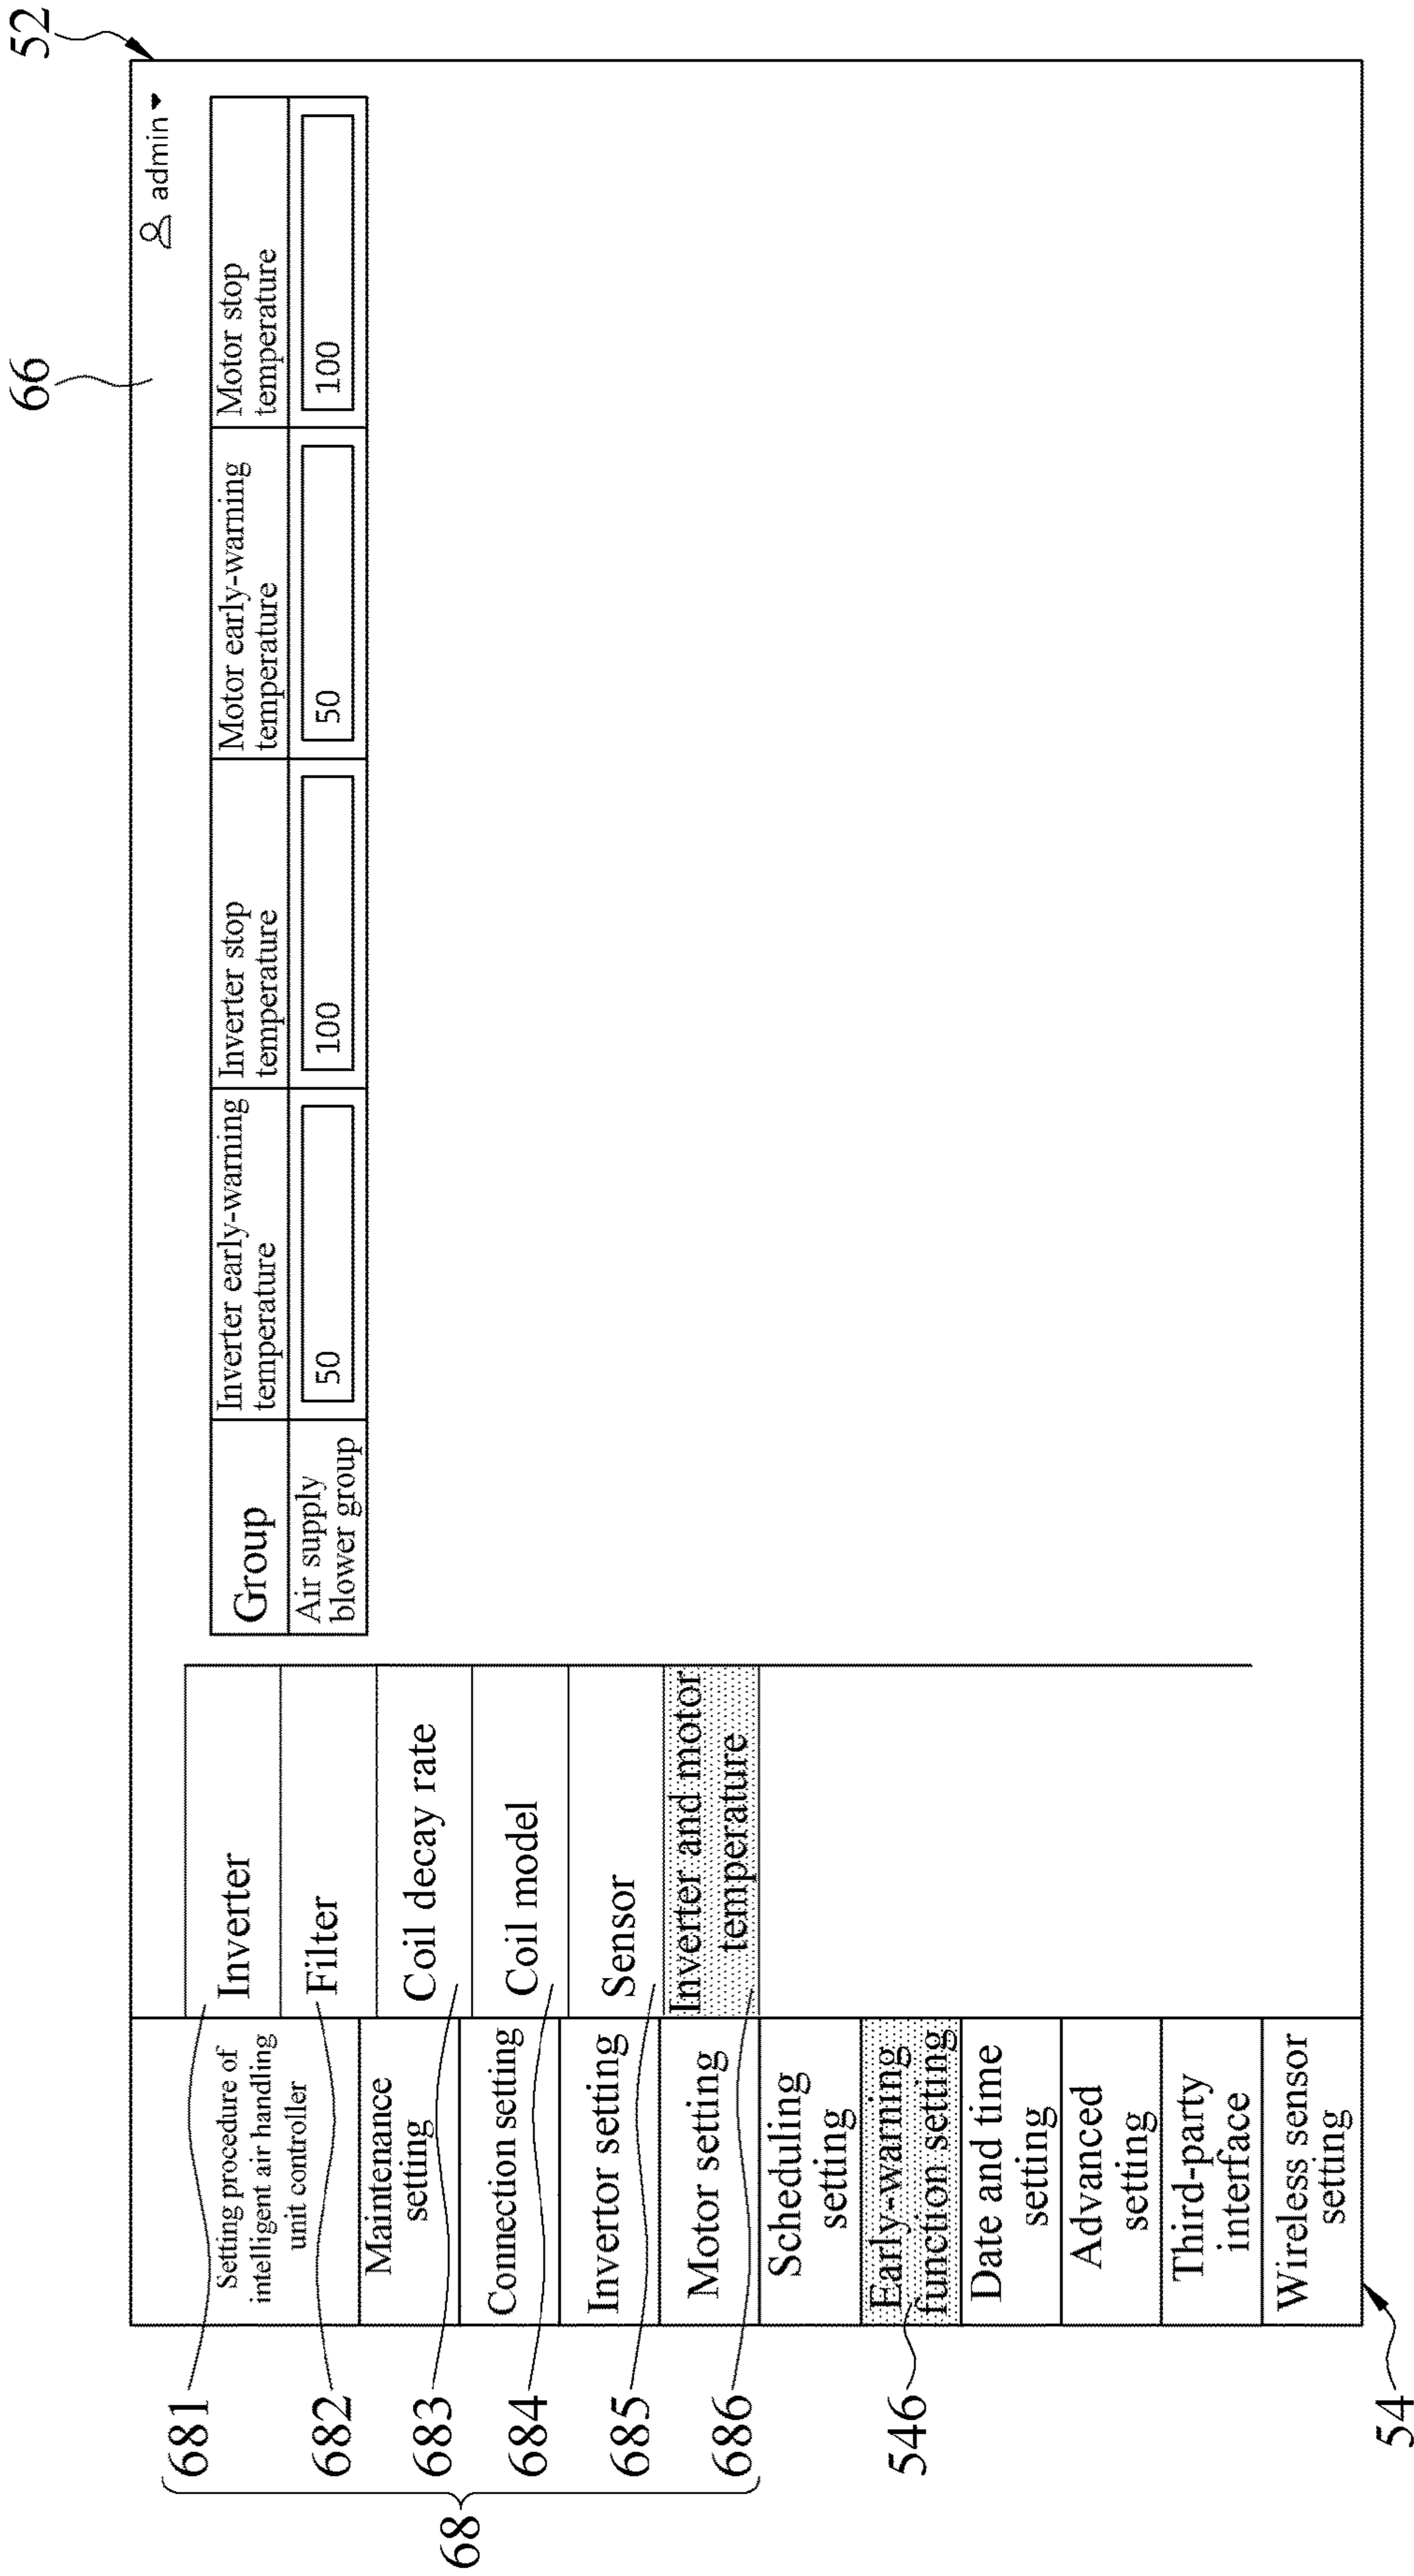 52
66
admin
Group
Inverter early-warning
temperature
Inverter stop
temperature
Motor early-warning
temperature
Motor stop
temperature
Air supply
blower group
50
100
50
100
Inverter
Filter
Coil decay rate
Coil model
Sensor
Inverter and motor
temperature
Setting procedure of
intelligent air handling
unit controller
Maintenance
setting
Connection setting
Invertor setting
Motor setting
Scheduling
setting
Early-warning
function setting
Date and time
setting
Advanced
setting
Third-party
interface
Wireless sensor
setting
681
682
683
684
685
686
68
546
54